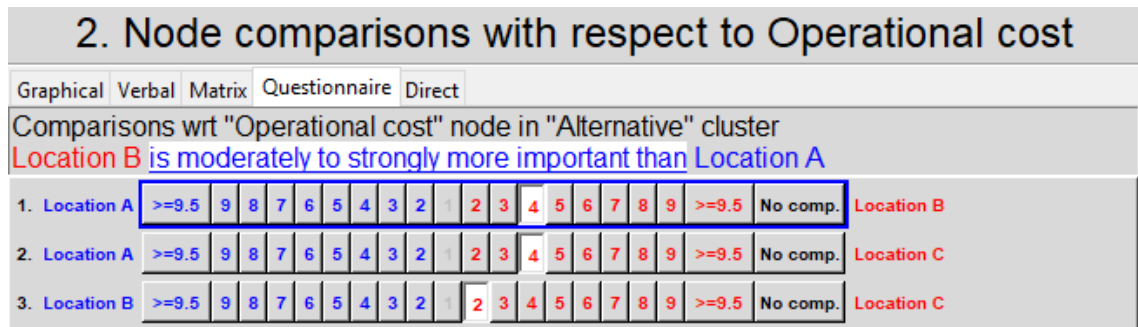 2. Node comparisons with respect to Operational cost
Graphical Verbal Matrix Questionnaire Direct
Comparisons wrt "Operational cost" node in "Alternative" cluster
Location B is moderately to strongly more important than Location A
1. Location A >=9.5 9 8 7 6 5 4 3 2 1 2 3 4 5 6 7 8 9 >=9.5 No comp. Location B
2. Location A >=9.5 9 8 7 6 5 4 3 2 1 2 3 4 5 6 7 8 9 >=9.5 No comp. Location C
3. Location B >=9.5 9 8 7 6 5 4 3 2 1 2 3 4 5 6 7 8 9 >=9.5 No comp. Location C